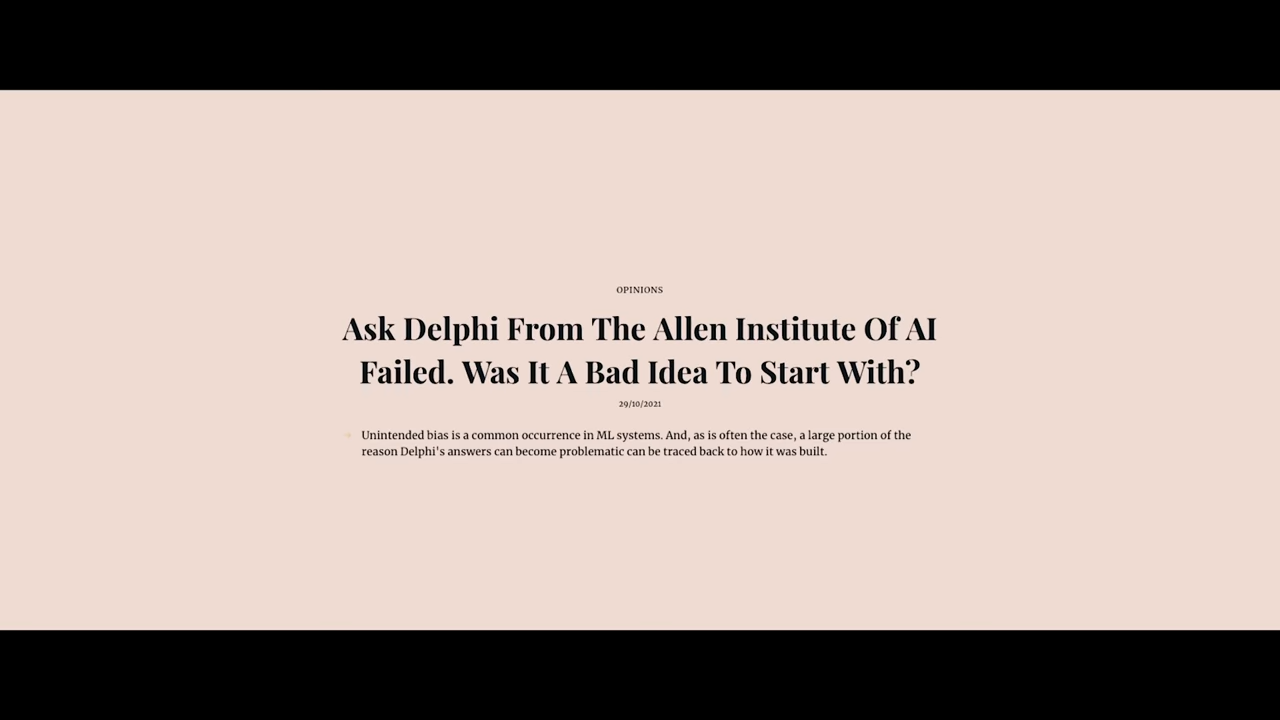 OPINIONS
Ask Delphi From The Allen Institute Of AI
Failed. Was It A Bad Idea To Start With?
29/10/2021
Unintended bias is a common occurrence in ML systems. And, as is often the case, a large portion of the
reason Delphi's answers can become problematic can be traced back to how it was built.